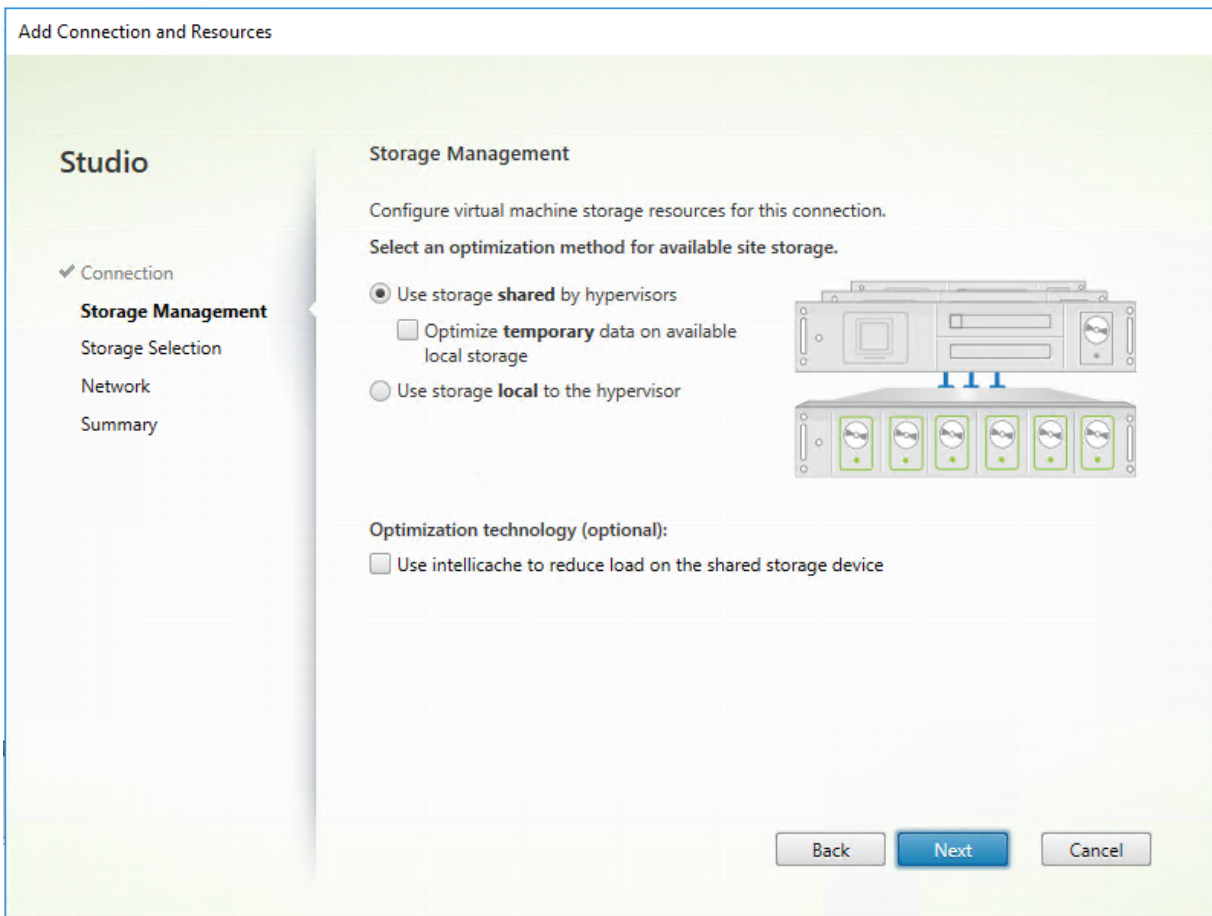 Add Connection and Resources
Studio
✔ Connection
Storage Management
Storage Selection
Network
Summary
Storage Management
Configure virtual machine storage resources for this connection.
Select an optimization method for available site storage.
Use storage shared by hypervisors
Optimize temporary data on available
local storage
Use storage local to the hypervisor
Optimization technology (optional):
Use intellicache to reduce load on the shared storage device
Back
Next
Cancel